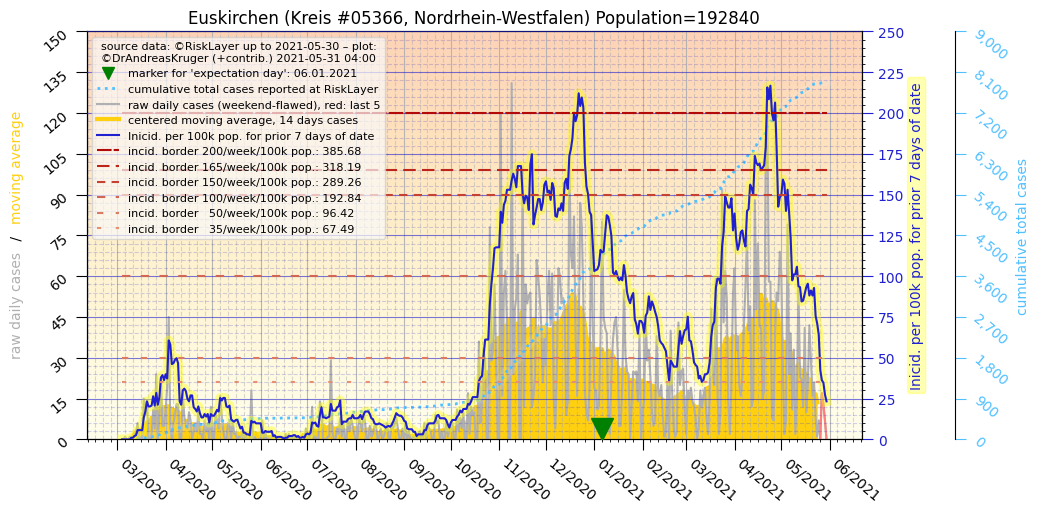 Euskirchen (Kreis #05366, Nordrhein-Westfalen) Population=192840
source data: ©RiskLayer up to 2021-05-30 – plot:
©DrAndreasKruger (+contrib.) 2021-05-31 04:00
marker for 'expectation day': 06.01.2021
cumulative total cases reported at RiskLayer
raw daily cases (weekend-flawed), red: last 5
centered moving average, 14 days cases
Inicid. per 100k pop. for prior 7 days of date
incid. border 200/week/100k pop.: 385.68
incid. border 165/week/100k pop.: 318.19
incid. border 150/week/100k pop.: 289.26
incid. border 100/week/100k pop.: 192.84
incid. border   50/week/100k pop.: 96.42
incid. border   35/week/100k pop.: 67.49
raw daily cases / moving average
150
135
120
105
90
75
60
45
30
15
0
03/2020
04/2020
05/2020
06/2020
07/2020
08/2020
09/2020
10/2020
11/2020
12/2020
01/2021
02/2021
03/2021
04/2021
05/2021
06/2021
250
225
200
175
150
125
100
75
50
25
0
Inicid. per 100k pop. for prior 7 days of date
9,000
8,100
7,200
6,300
5,400
4,500
3,600
2,700
1,800
900
0
cumulative total cases